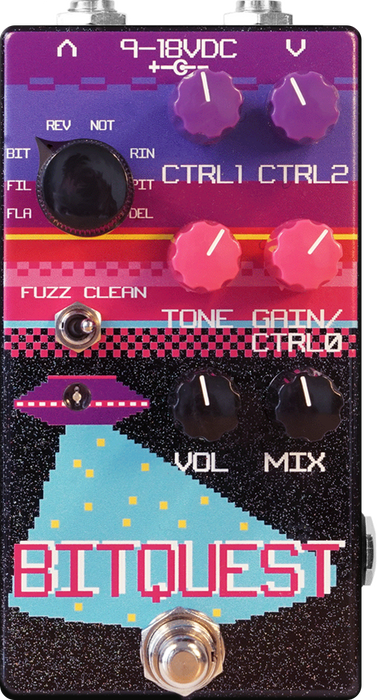 9-18VDC
REV NOT
BIT RIN
FIL PIT
FLA DEL
CTRL1 CTRL2
FUZZ CLEAN
TONE GAIN/
CTRL0
VOL MIX
BITQUEST